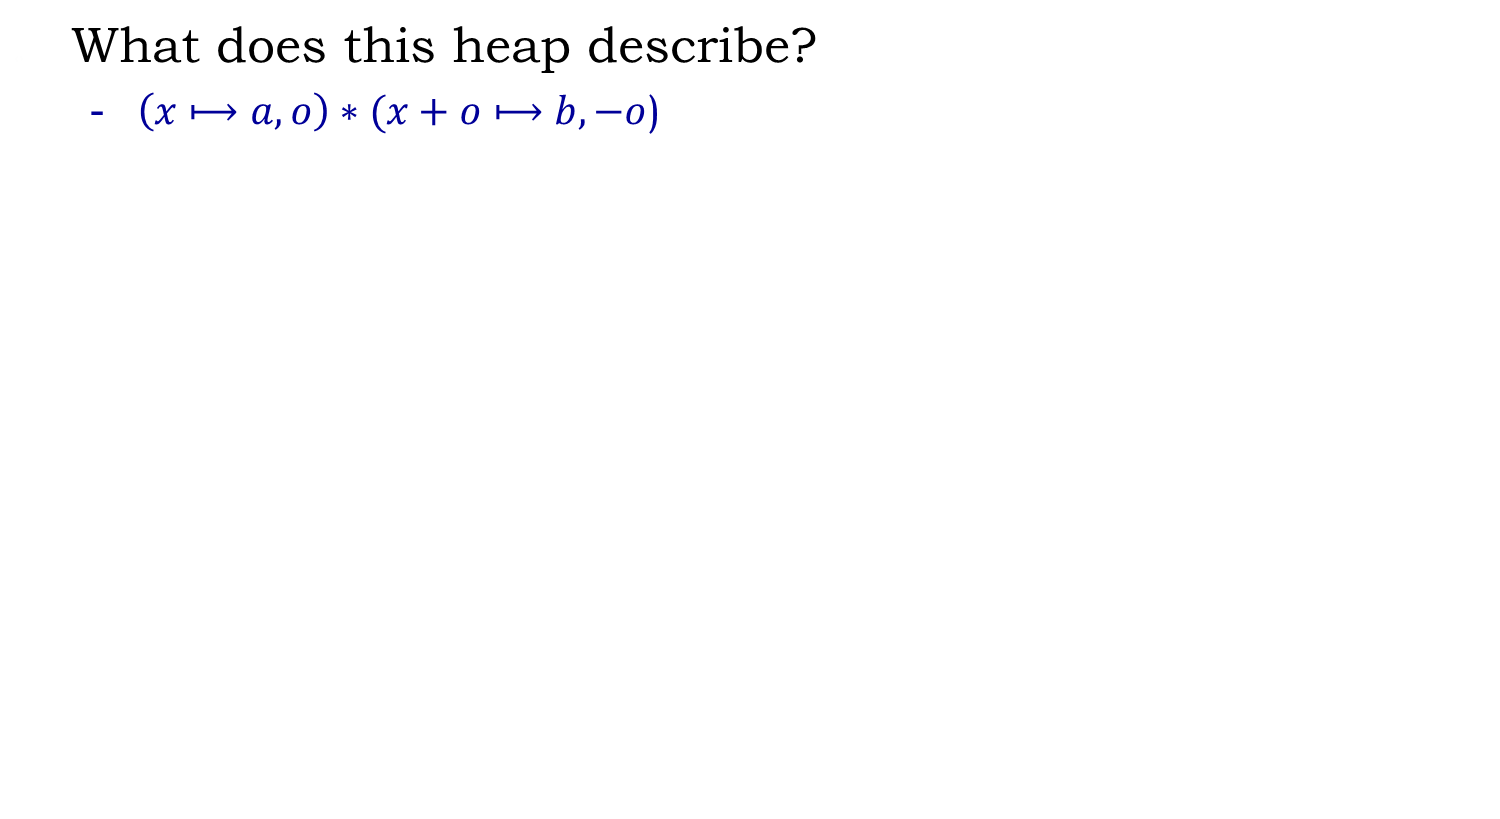 What does this heap describe?
- (x ↦ a, o) ∗ (x + o ↦ b, −o)